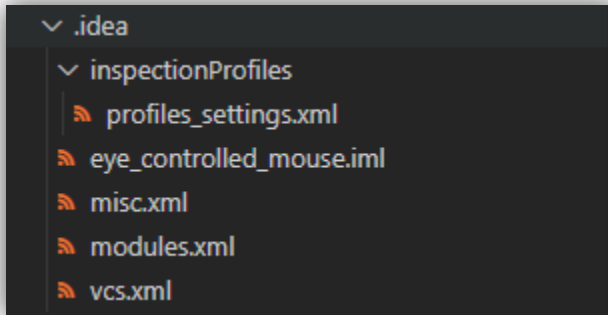 .idea
inspectionProfiles
profiles_settings.xml
eye_controlled_mouse.iml
misc.xml
modules.xml
vcs.xml